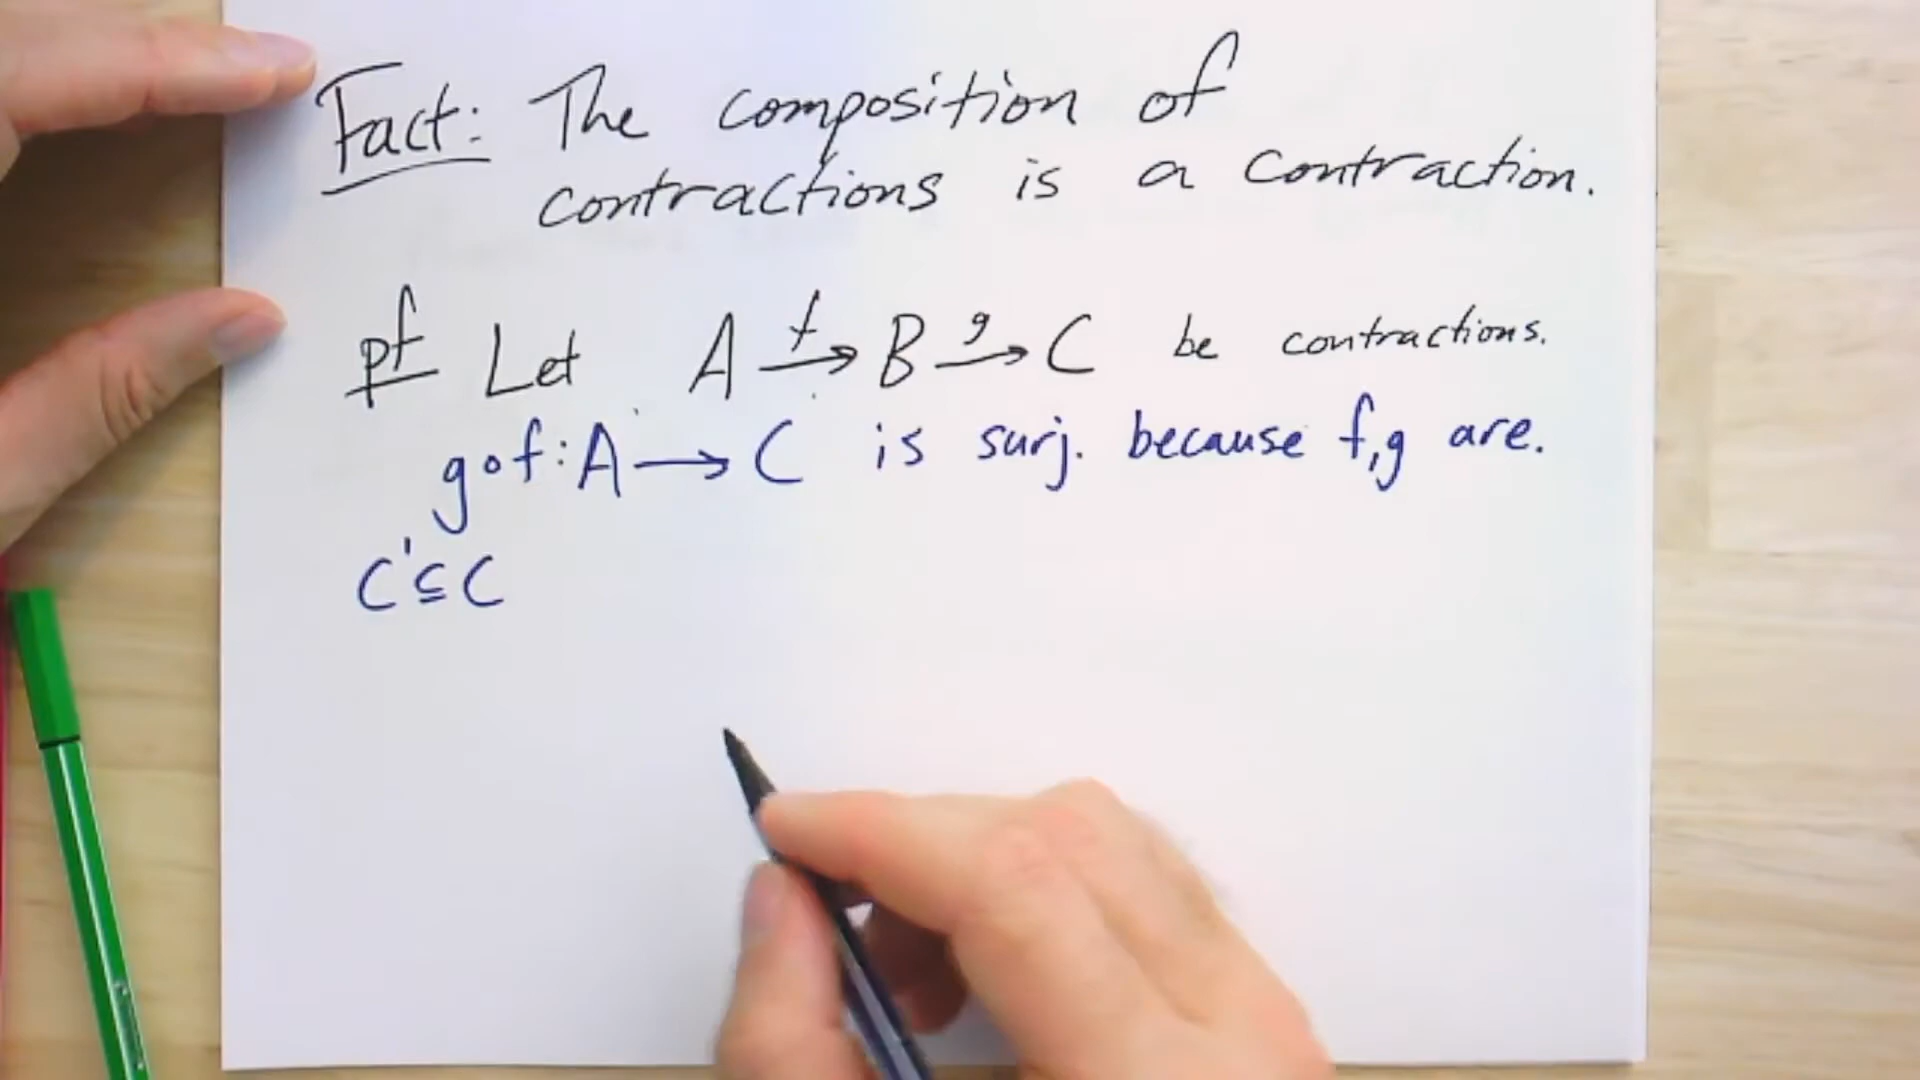 Fact: The composition of
contractions is a contraction.
pf Let A f→ B g→ C be contractions.
g∘f: A → C is surj. because f,g are.
C' ⊆ C